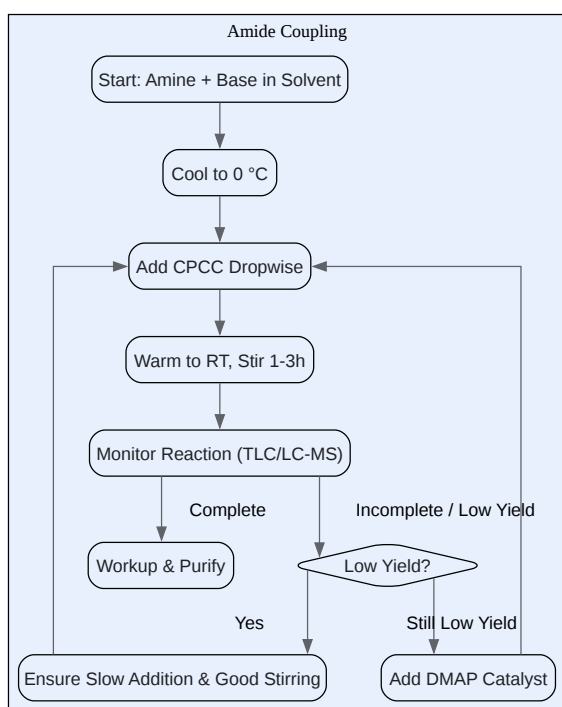 Amide Coupling
Start: Amine + Base in Solvent
Cool to 0 °C
Add CPCC Dropwise
Warm to RT, Stir 1-3h
Monitor Reaction (TLC/LC-MS)
Complete
Incomplete / Low Yield
Workup & Purify
Low Yield?
Yes
Still Low Yield
Ensure Slow Addition & Good Stirring
Add DMAP Catalyst